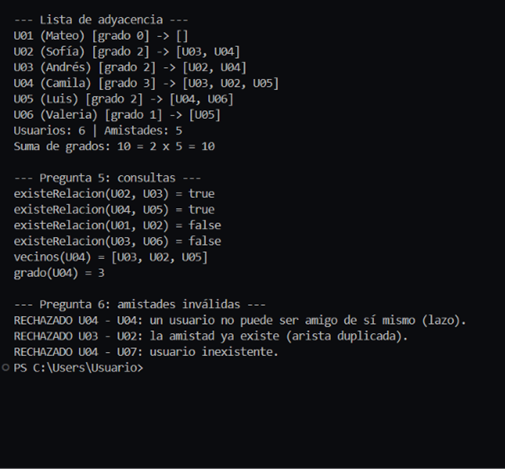 --- Lista de adyacencia ---
U01 (Mateo) [grado 0] -> []
U02 (Sofía) [grado 2] -> [U03, U04]
U03 (Andrés) [grado 2] -> [U02, U04]
U04 (Camila) [grado 3] -> [U03, U02, U05]
U05 (Luis) [grado 2] -> [U04, U06]
U06 (Valeria) [grado 1] -> [U05]
Usuarios: 6 | Amistades: 5
Suma de grados: 10 = 2 x 5 = 10
--- Pregunta 5: consultas ---
existeRelacion(U02, U03) = true
existeRelacion(U04, U05) = true
existeRelacion(U01, U02) = false
existeRelacion(U03, U06) = false
vecinos(U04) = [U03, U02, U05]
grado(U04) = 3
--- Pregunta 6: amistades inválidas ---
RECHAZADO U04 - U04: un usuario no puede ser amigo de sí mismo (lazo).
RECHAZADO U03 - U02: la amistad ya existe (arista duplicada).
RECHAZADO U04 - U07: usuario inexistente.
PS C:\Users\Usuario>